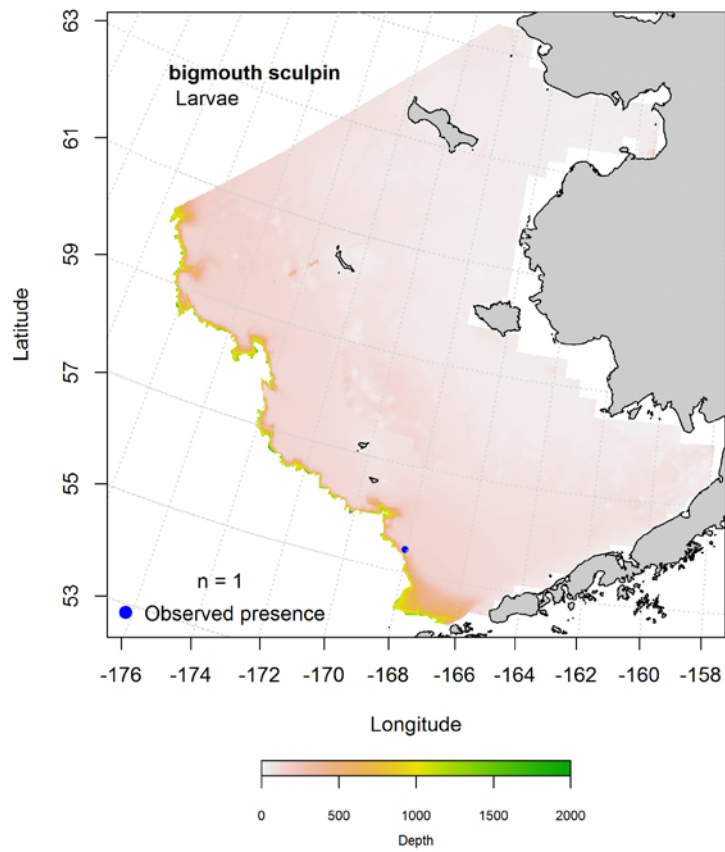 bigmouth sculpin
Larvae
63
61
59
57
55
53
Latitude
n = 1
Observed presence
-176 -174 -172 -170 -168 -166 -164 -162 -160 -158
Longitude
0 500 1000 1500 2000
Depth